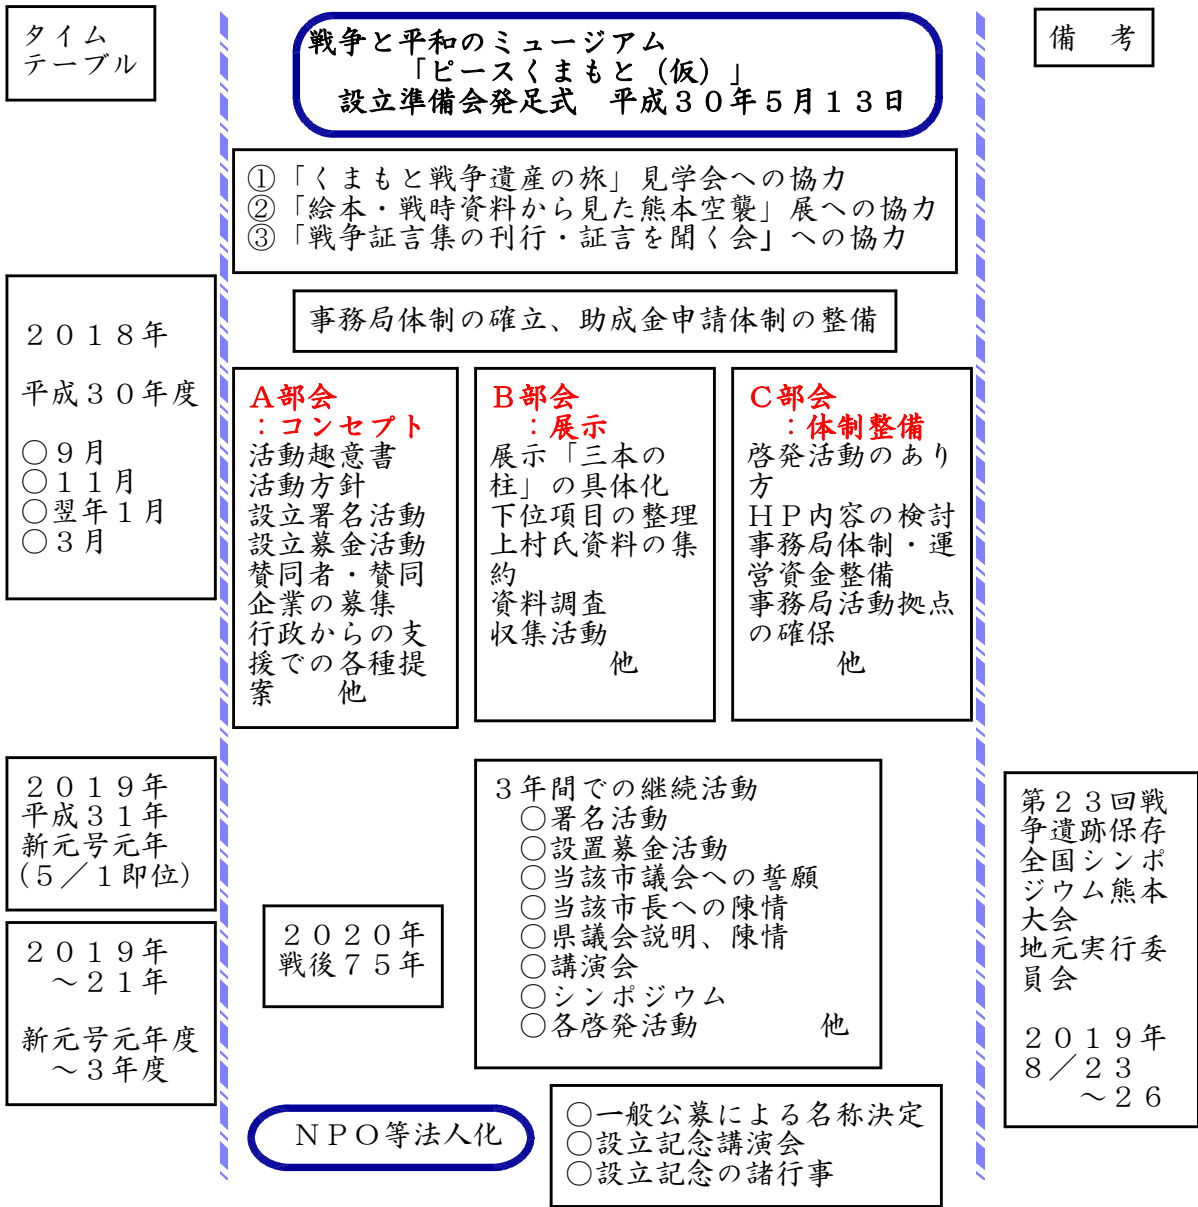 タイム
テーブル
戦争と平和のミュージアム
「ピースくまもと（仮）」
設立準備会発足式　平成３０年５月１３日
備　考
①「くまもと戦争遺産の旅」見学会への協力
②「絵本・戦時資料から見た熊本空襲」展への協力
③「戦争証言集の刊行・証言を聞く会」への協力
２０１８年
平成３０年度
○９月
○１１月
○翌年１月
○３月
事務局体制の確立、助成金申請体制の整備
Ａ部会
：コンセプト
活動趣意書
活動方針
設立署名活動
設立募金活動
賛同者・賛同
企業の募集
行政からの支
援での各種提
案　　他
Ｂ部会
：展示
展示「三本の
柱」の具体化
下位項目の整理
上村氏資料の集
約
資料調査
収集活動
他
Ｃ部会
：体制整備
啓発活動のあり
方
ＨＰ内容の検討
事務局体制・運
営資金整備
事務局活動拠点
の確保
他
２０１９年
平成３１年
新元号元年
（５／１即位）
２０１９年
～２１年
新元号元年度
～３年度
２０２０年
戦後７５年
３年間での継続活動
○署名活動
○設置募金活動
○当該市議会への誓願
○当該市長への陳情
○県議会説明、陳情
○講演会
○シンポジウム
○各啓発活動　　　　他
第２３回戦
争遺跡保存
全国シンポ
ジウム熊本
大会
地元実行委
員会
２０１９年
８／２３
～２６
ＮＰＯ等法人化
○一般公募による名称決定
○設立記念講演会
○設立記念の諸行事